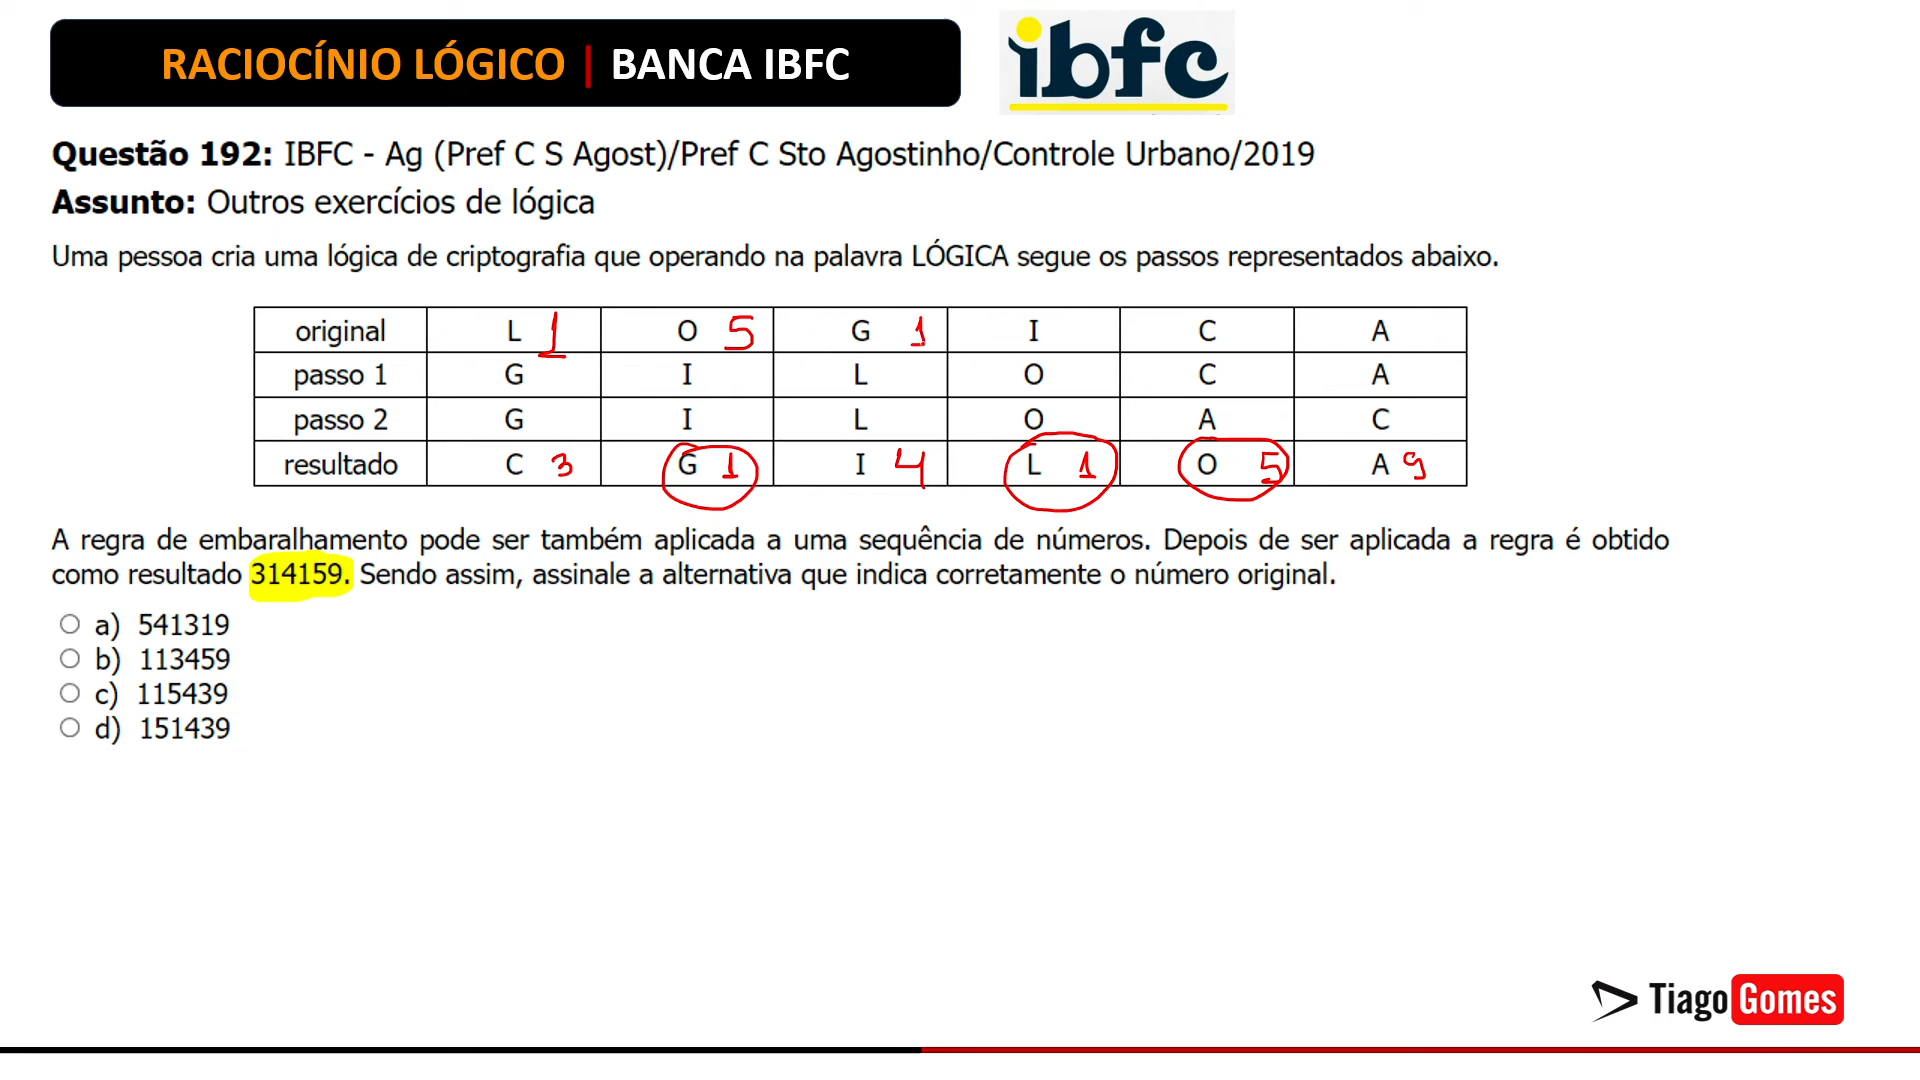 RACIOCÍNIO LÓGICO | BANCA IBFC
ibfc
Questão 192: IBFC - Ag (Pref C S Agost)/Pref C Sto Agostinho/Controle Urbano/2019
Assunto: Outros exercícios de lógica
Uma pessoa cria uma lógica de criptografia que operando na palavra LÓGICA segue os passos representados abaixo.
original L 1 O 5 G 1 I C A
passo 1 G I L O C A
passo 2 G I L O A C
resultado C 3 G 1 I 4 L 1 O 5 A 9
A regra de embaralhamento pode ser também aplicada a uma sequência de números. Depois de ser aplicada a regra é obtido
como resultado 314159. Sendo assim, assinale a alternativa que indica corretamente o número original.
a) 541319
b) 113459
c) 115439
d) 151439
Tiago Gomes